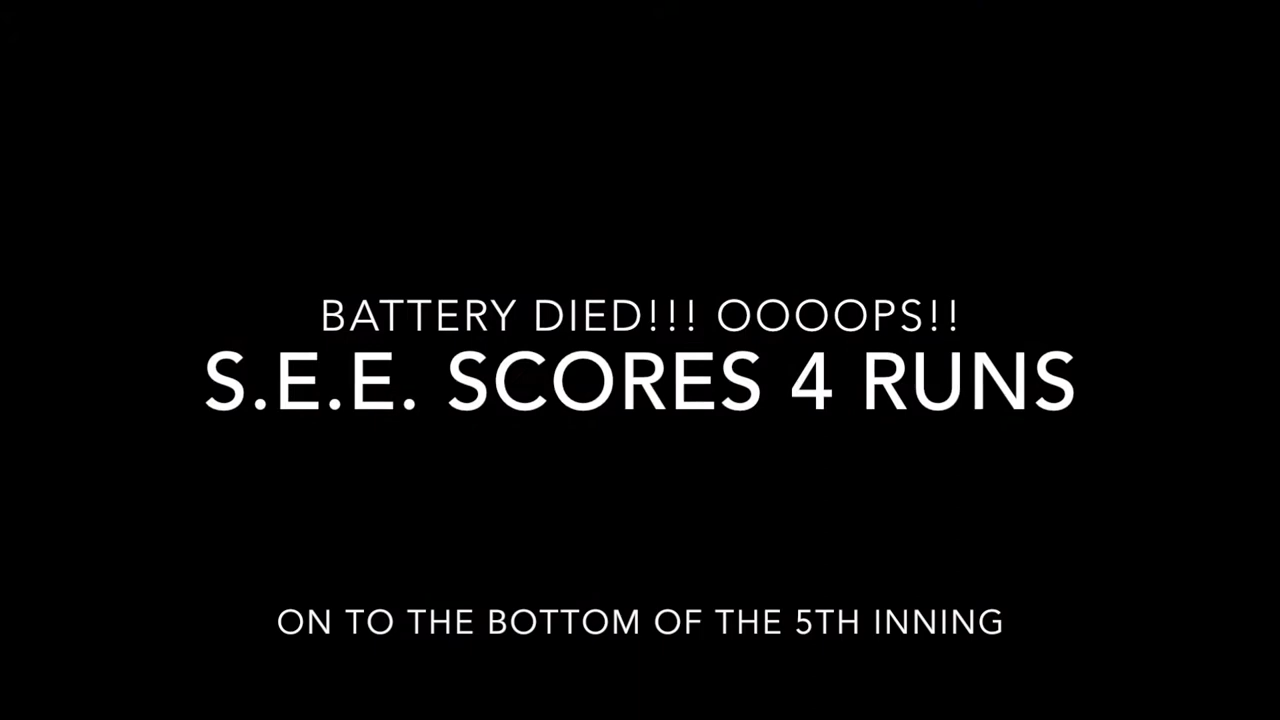 BATTERY DIED!!! OOOOPS!!
S.E.E. SCORES 4 RUNS
ON TO THE BOTTOM OF THE 5TH INNING